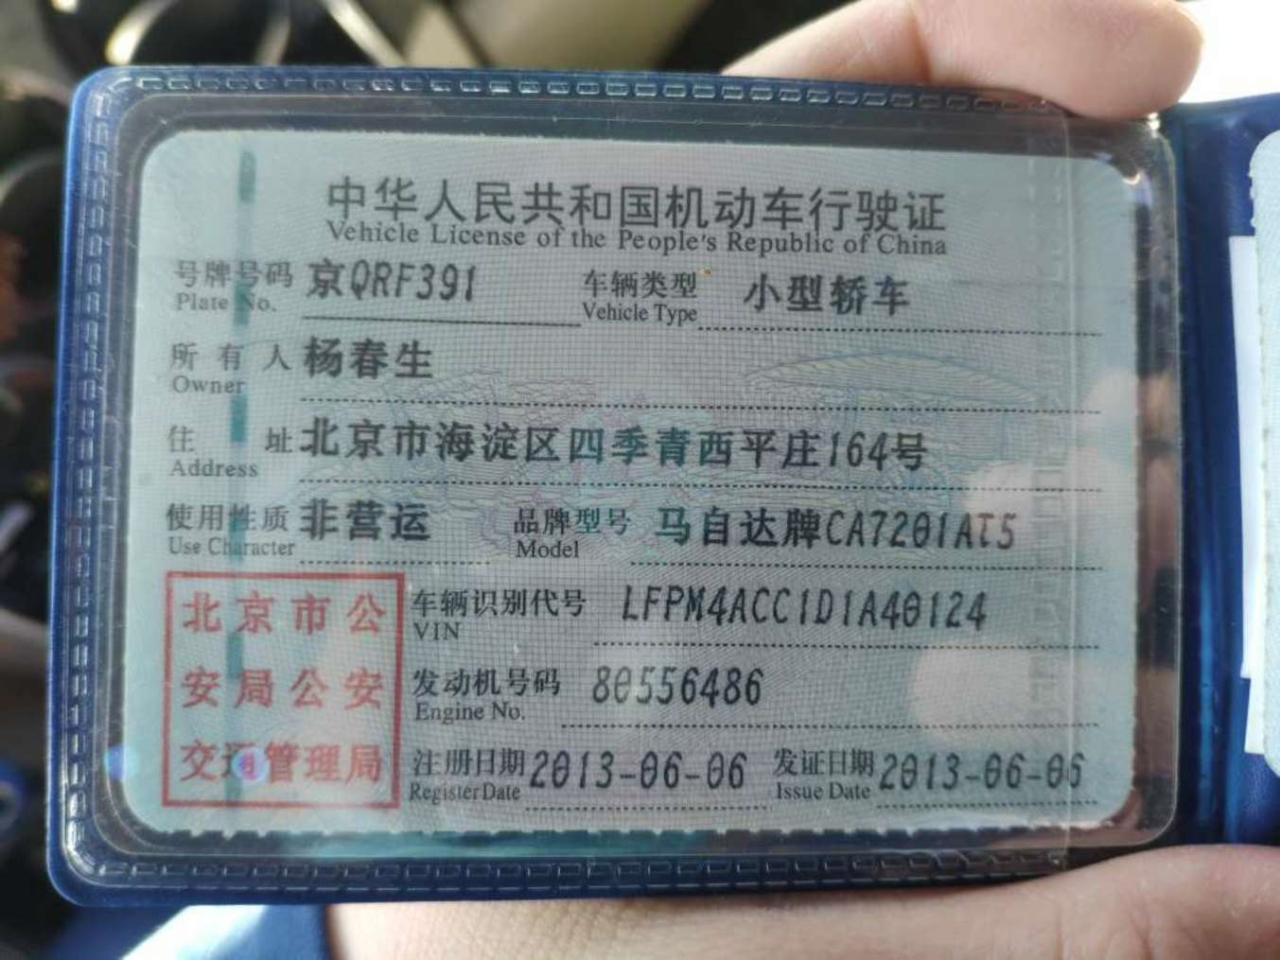 中华人民共和国机动车行驶证
Vehicle License of the People's Republic of China
号牌号码 京QRF391 车辆类型 小型轿车
Plate No. Vehicle Type
所有人 杨春生
Owner
住址 北京市海淀区四季青西平庄164号
Address
使用性质 非营运 品牌型号 马自达牌CA7201AT5
Use Character Model
北京市公
安局公安
交通管理局
车辆识别代号 LFPM4ACC1D1A40124
VIN
发动机号码 80556486
Engine No.
注册日期 2013-06-06 发证日期 2013-06-06
Register Date Issue Date